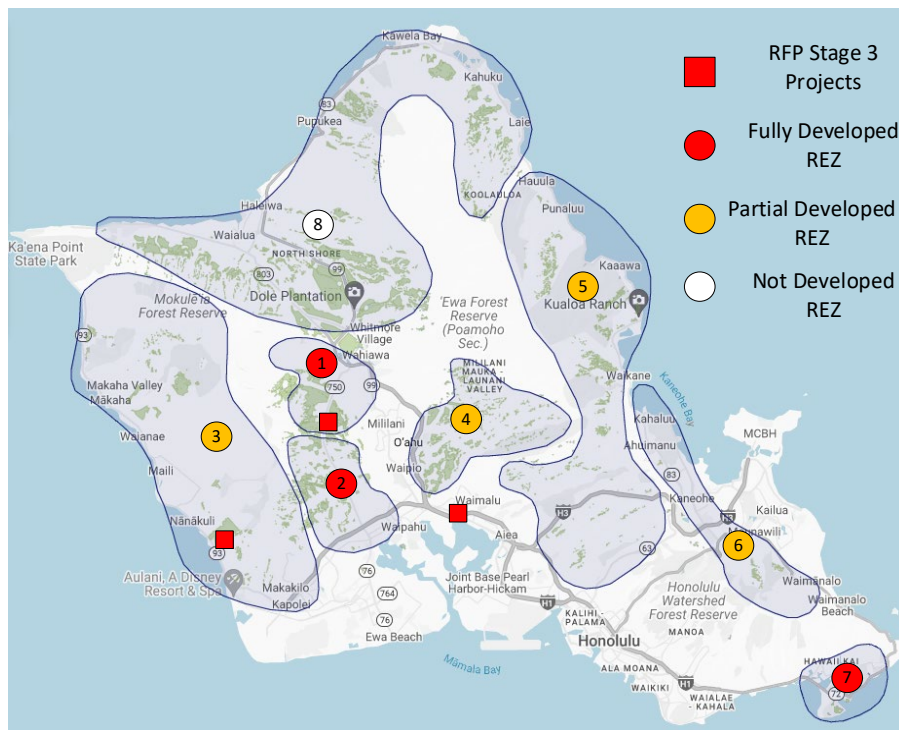 Kawela Bay
Kahuku
83
Pupukea
Laie
KOOLAULOA
Hauula
Punaluu
Haleiwa
8
Waialua
Ka'ena Point
State Park
NORTH SHORE
803
99
Dole Plantation
Kaaawa
5
Kualoa Ranch
Mokule'ia
Forest Reserve
'Ewa Forest
Reserve
(Poamoho
Sec.)
93
Whitmore
Village
Wahiawa
1
750
99
MILILANI
MAUKA -
LAUNANI
VALLEY
Waikane
Kaneohe Bay
Makaha Valley
Mākaha
Waianae
3
Mililani
4
O'ahu
Kahaluu
Ahuimanu
MCBH
Maili
Waipio
83
2
Waimalu
Kaneohe
Kailua
Nānākuli
H3
H3
Maunawili
6
93
Waipahu
Aiea
63
Aulani, A Disney
Resort & Spa
Makakilo
Kapolei
76
764
76
Ewa Beach
Joint Base Pearl
Harbor-Hickam
H1
Waimānalo
Waimanalo
Beach
Honolulu
Watershed
Forest Reserve
KALIHI -
PALAMA
Honolulu
MANOA
Māmala Bay
ALA MOANA
WAIKIKI
H1
WAIALAE
- KAHALA
HAWAII KAI
7
72
RFP Stage 3
Projects
Fully Developed
REZ
Partial Developed
REZ
Not Developed
REZ